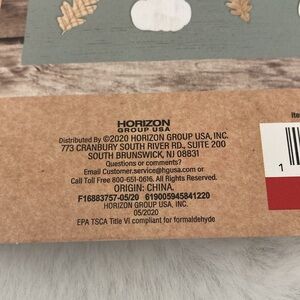 HORIZON
GROUP USA
Distributed By ©2020 HORIZON GROUP USA, INC.
773 CRANBURY SOUTH RIVER RD., SUITE 200
SOUTH BRUNSWICK, NJ 08831
Questions or comments?
Email Customer.service@hgusa.com or
Call Toll Free 800-651-0616. All Rights Reserved.
ORIGIN: CHINA.
F16883757-05/20 619005945841220
HORIZON GROUP USA, INC.
05/2020
EPA TSCA Title VI compliant for formaldehyde
Ite
1